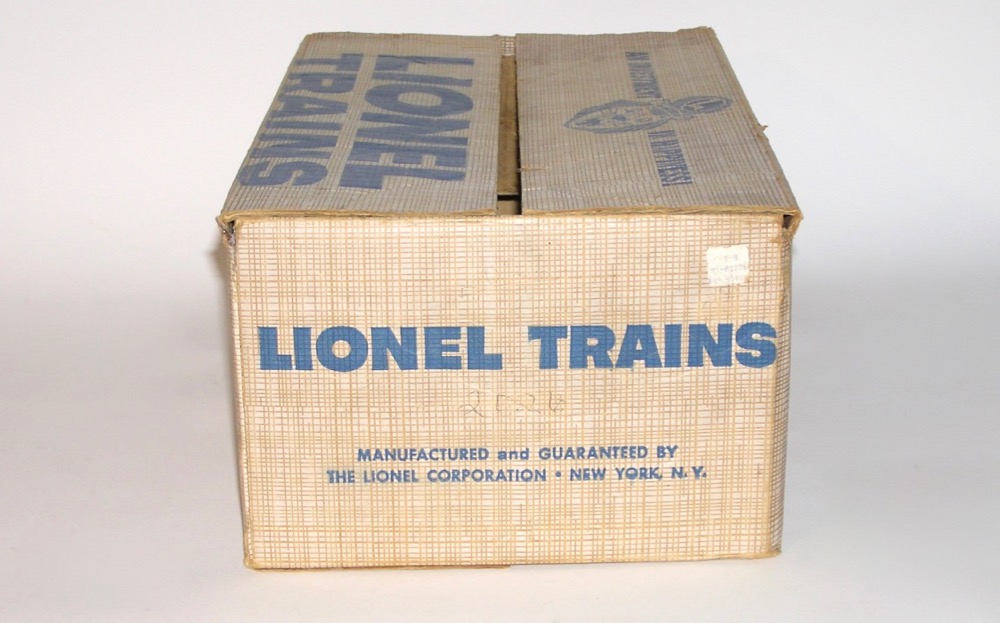 LIONEL
TRAINS
LIONEL TRAINS
MANUFACTURED and GUARANTEED BY
THE LIONEL CORPORATION • NEW YORK, N. Y.